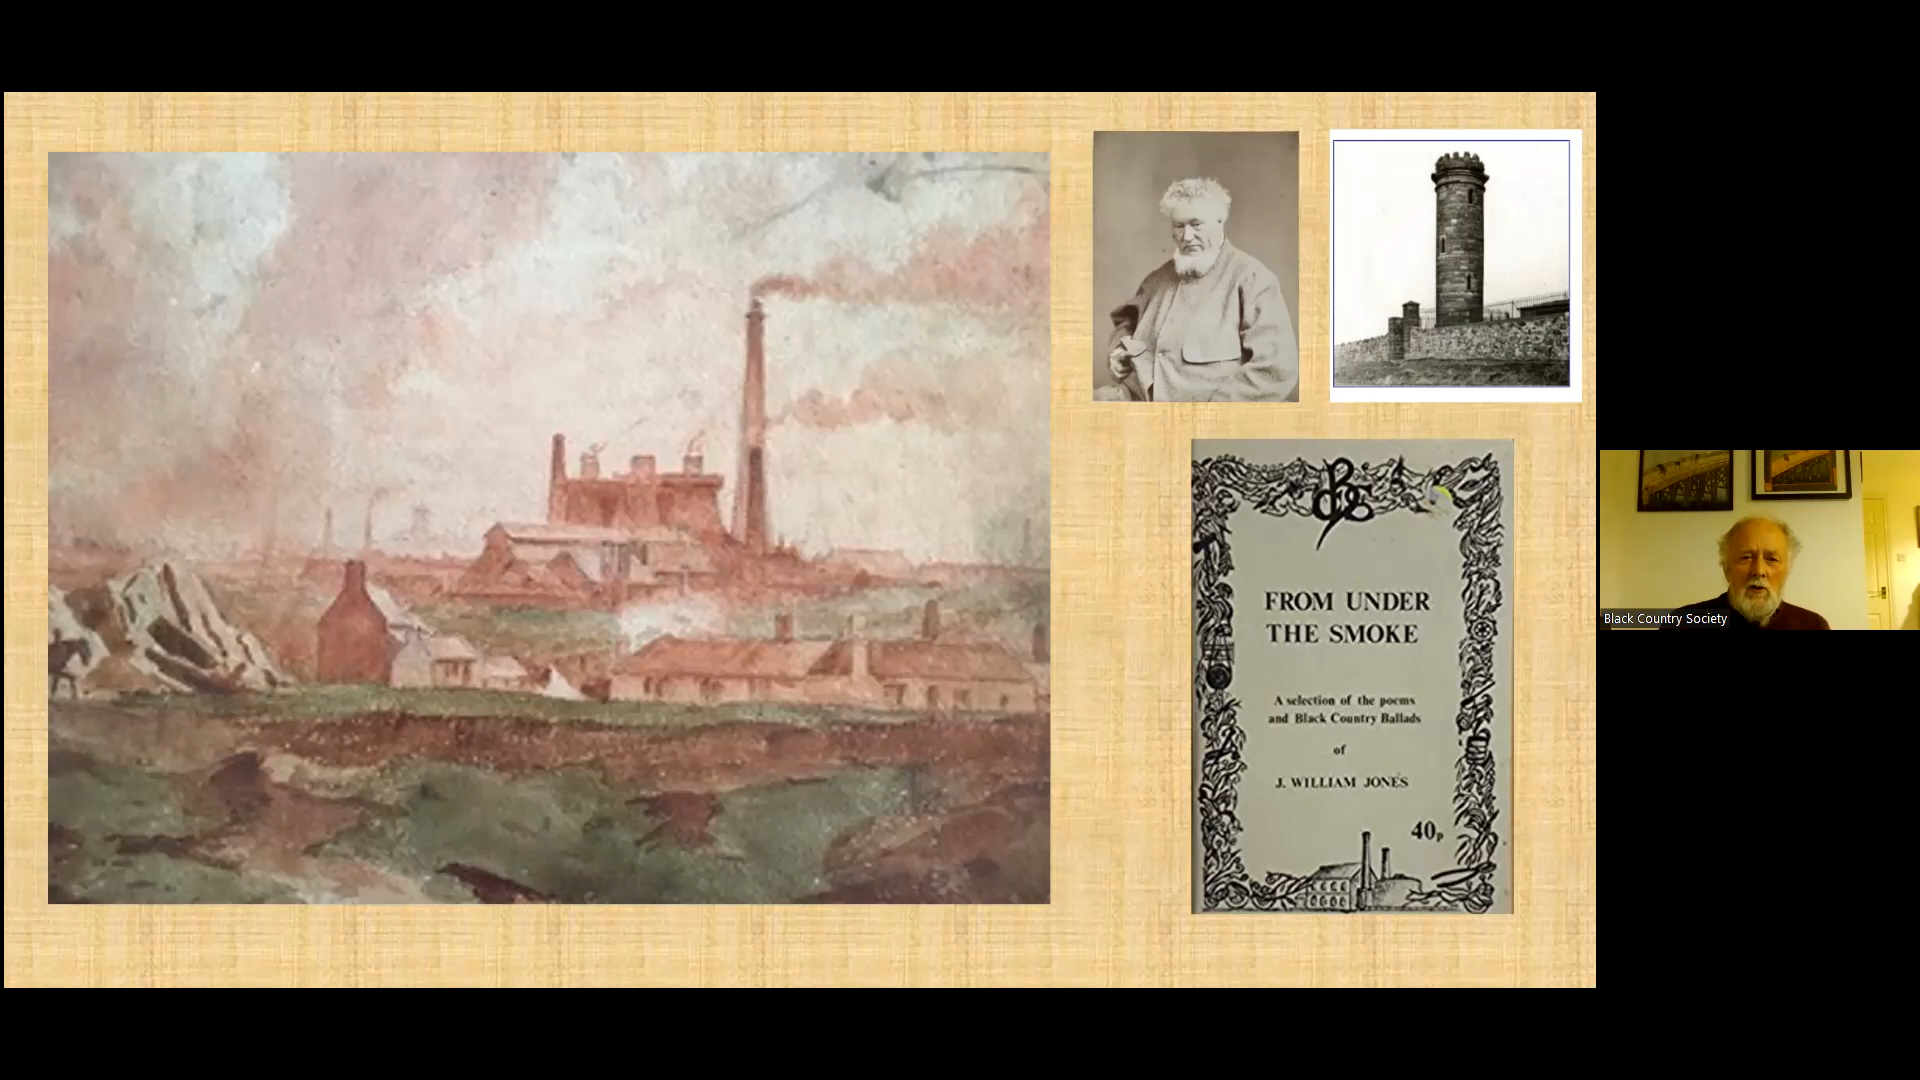 FROM UNDER
THE SMOKE
A selection of the poems
and Black Country Ballads
of
J. WILLIAM JONES
40p
Black Country Society